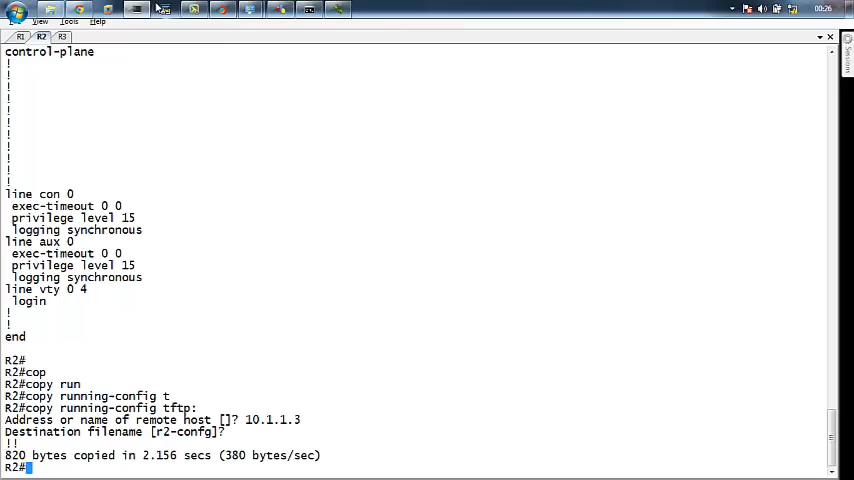 00:26
View Tools Help
R1 R2 R3
Sessions
control-plane
!
!
!
!
!
!
!
!
!
!
!
line con 0
exec-timeout 0 0
privilege level 15
logging synchronous
line aux 0
exec-timeout 0 0
privilege level 15
logging synchronous
line vty 0 4
login
!
!
end
R2#
R2#cop
R2#copy run
R2#copy running-config t
R2#copy running-config tftp:
Address or name of remote host []? 10.1.1.3
Destination filename [r2-confg]?
!!
820 bytes copied in 2.156 secs (380 bytes/sec)
R2#